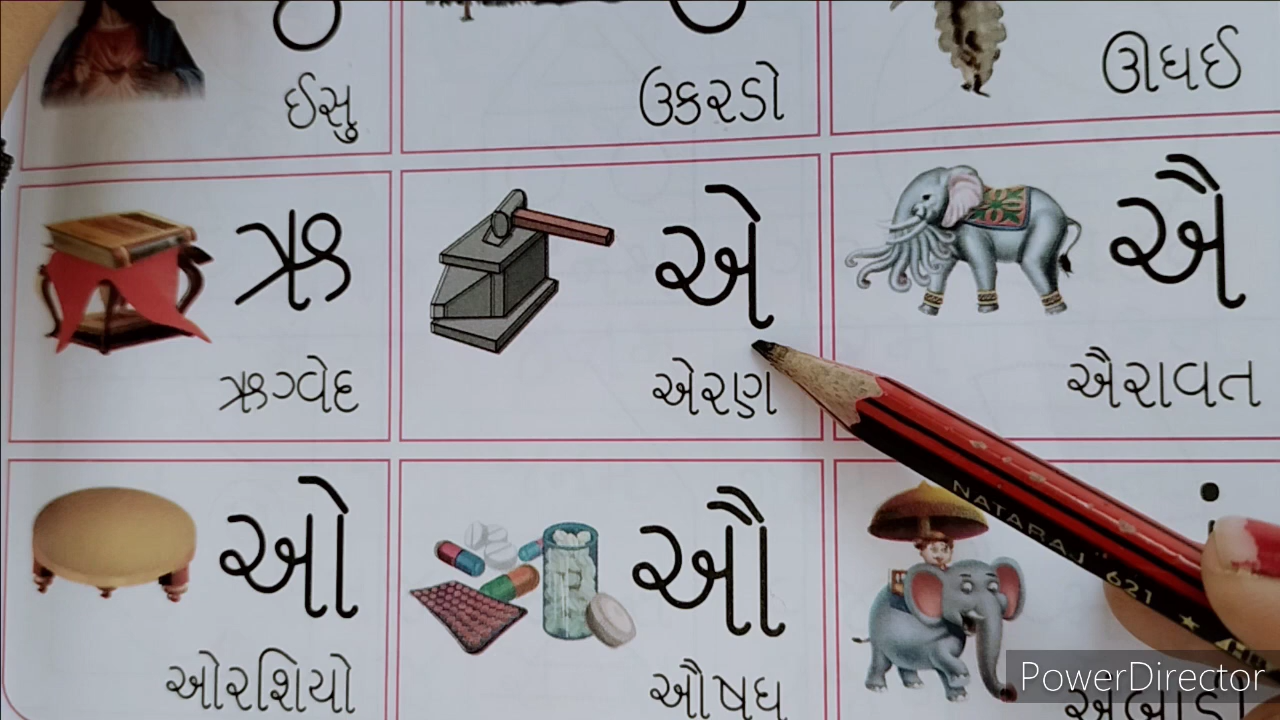 ઈસુ
ઉકરડો
ઊધઈ
ઋ
ઋગ્વેદ
એ
એરણ
ઐ
ઐરાવત
ઓ
ઓરશિયો
ઔ
ઔષધ
NATARAJ 621
PowerDirector